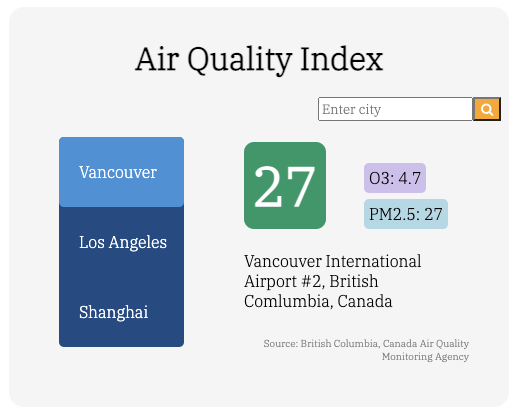 Air Quality Index
Enter city
Vancouver
Los Angeles
Shanghai
27
O3: 4.7
PM2.5: 27
Vancouver International
Airport #2, British
Comlumbia, Canada
Source: British Columbia, Canada Air Quality
Monitoring Agency